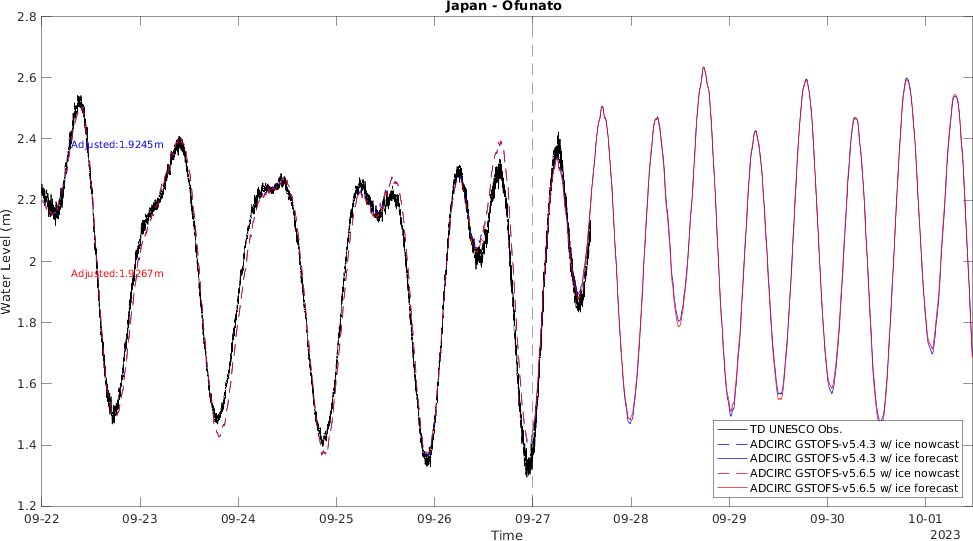 Japan - Ofunato
2.8
2.6
2.4
2.2
2
1.8
1.6
1.4
1.2
Water Level (m)
Adjusted:1.9245m
Adjusted:1.9267m
TD UNESCO Obs.
ADCIRC GSTOFS-v5.4.3 w/ ice nowcast
ADCIRC GSTOFS-v5.4.3 w/ ice forecast
ADCIRC GSTOFS-v5.6.5 w/ ice nowcast
ADCIRC GSTOFS-v5.6.5 w/ ice forecast
09-22 09-23 09-24 09-25 09-26 09-27 09-28 09-29 09-30 10-01
Time
2023